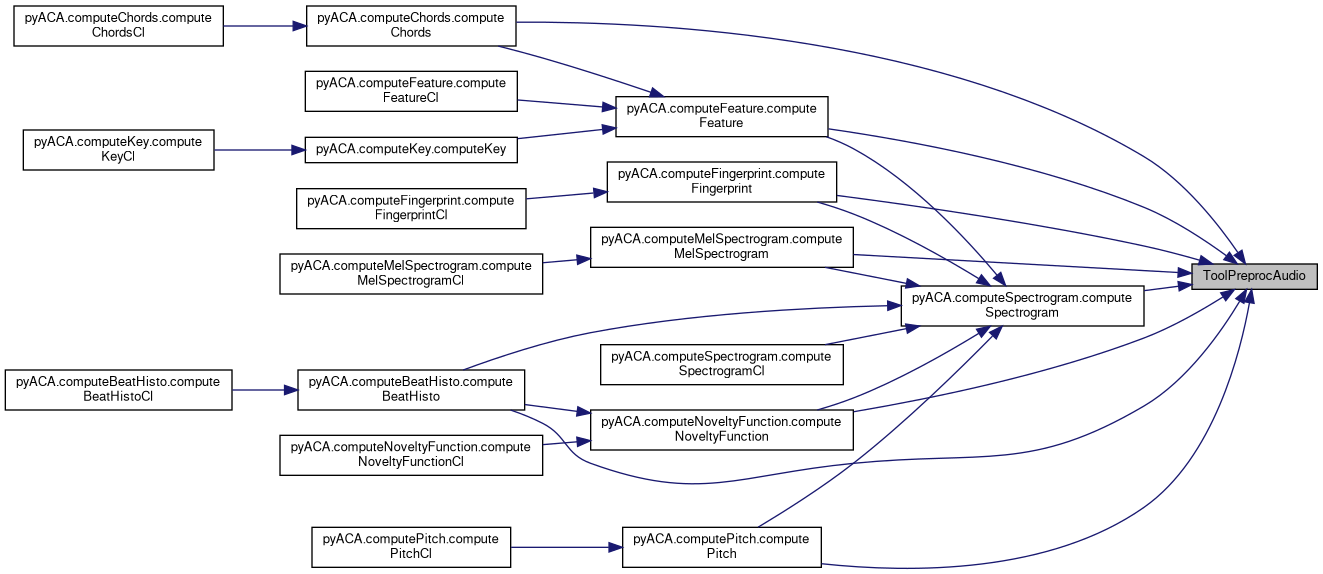 pyACA.computeChords.compute
ChordsCl
pyACA.computeChords.compute
Chords
pyACA.computeFeature.compute
FeatureCl
pyACA.computeFeature.compute
Feature
pyACA.computeKey.compute
KeyCl
pyACA.computeKey.computeKey
pyACA.computeFingerprint.compute
Fingerprint
pyACA.computeFingerprint.compute
FingerprintCl
pyACA.computeMelSpectrogram.compute
MelSpectrogram
pyACA.computeMelSpectrogram.compute
MelSpectrogramCl
ToolPreprocAudio
pyACA.computeSpectrogram.compute
Spectrogram
pyACA.computeSpectrogram.compute
SpectrogramCl
pyACA.computeBeatHisto.compute
BeatHistoCl
pyACA.computeBeatHisto.compute
BeatHisto
pyACA.computeNoveltyFunction.compute
NoveltyFunction
pyACA.computeNoveltyFunction.compute
NoveltyFunctionCl
pyACA.computePitch.compute
PitchCl
pyACA.computePitch.compute
Pitch